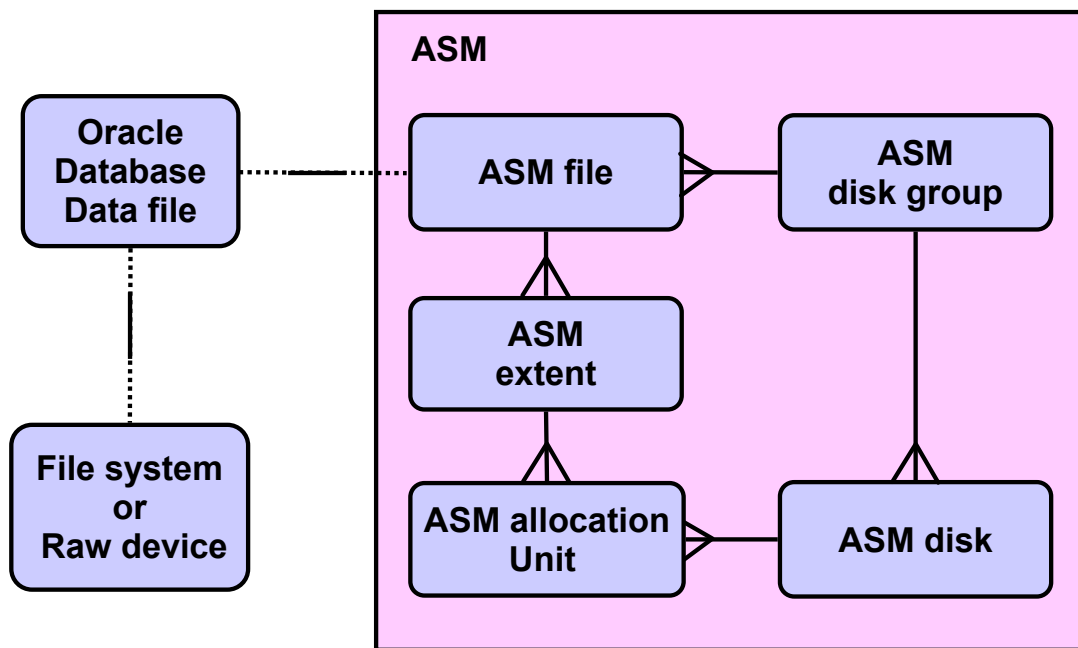 ASM
Oracle
Database
Data file
ASM file
ASM
disk group
ASM
extent
File system
or
Raw device
ASM allocation
Unit
ASM disk